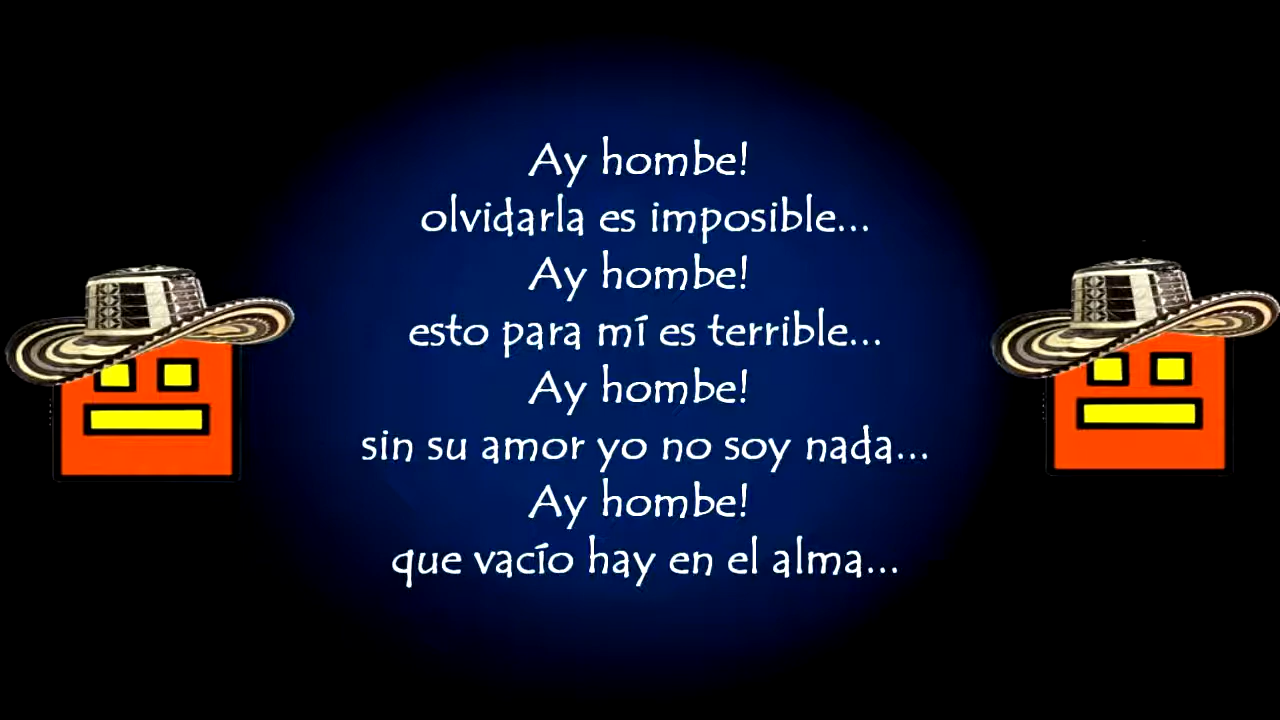 Ay hombe!
olvidarla es imposible...
Ay hombe!
esto para mí es terrible...
Ay hombe!
sin su amor yo no soy nada...
Ay hombe!
que vacío hay en el alma...